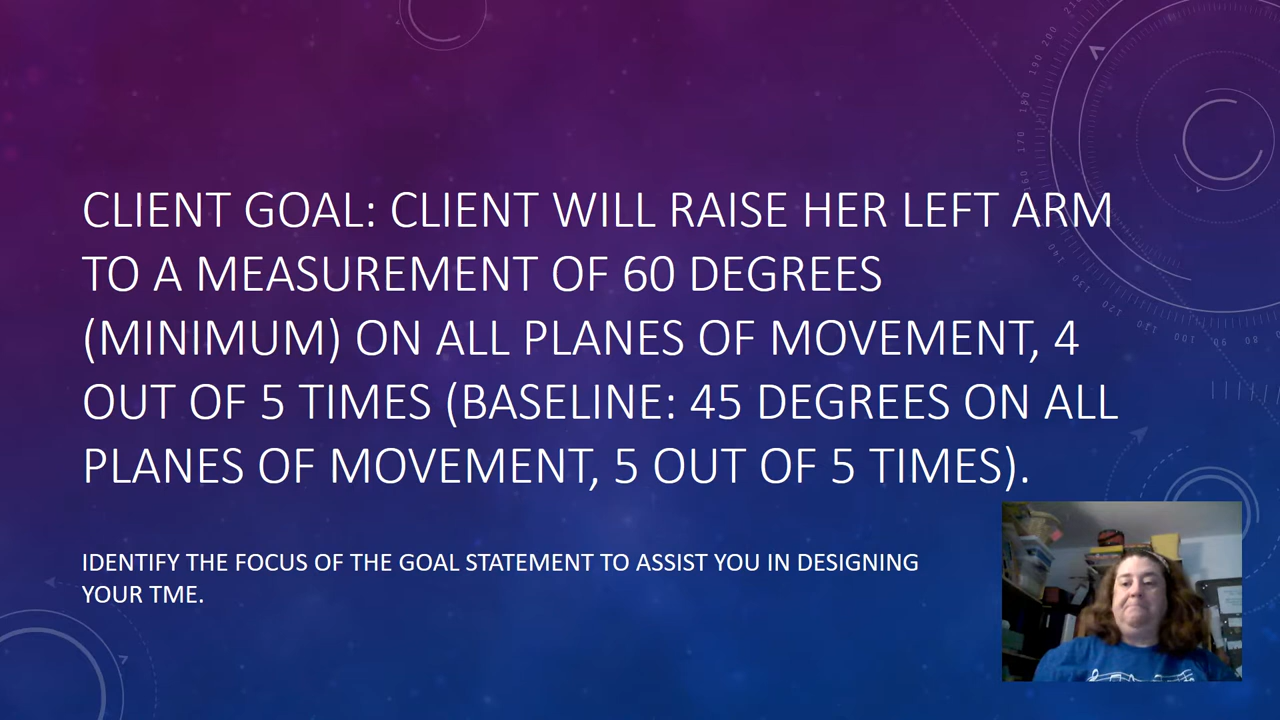 CLIENT GOAL: CLIENT WILL RAISE HER LEFT ARM
TO A MEASUREMENT OF 60 DEGREES
(MINIMUM) ON ALL PLANES OF MOVEMENT, 4
OUT OF 5 TIMES (BASELINE: 45 DEGREES ON ALL
PLANES OF MOVEMENT, 5 OUT OF 5 TIMES).
IDENTIFY THE FOCUS OF THE GOAL STATEMENT TO ASSIST YOU IN DESIGNING
YOUR TME.